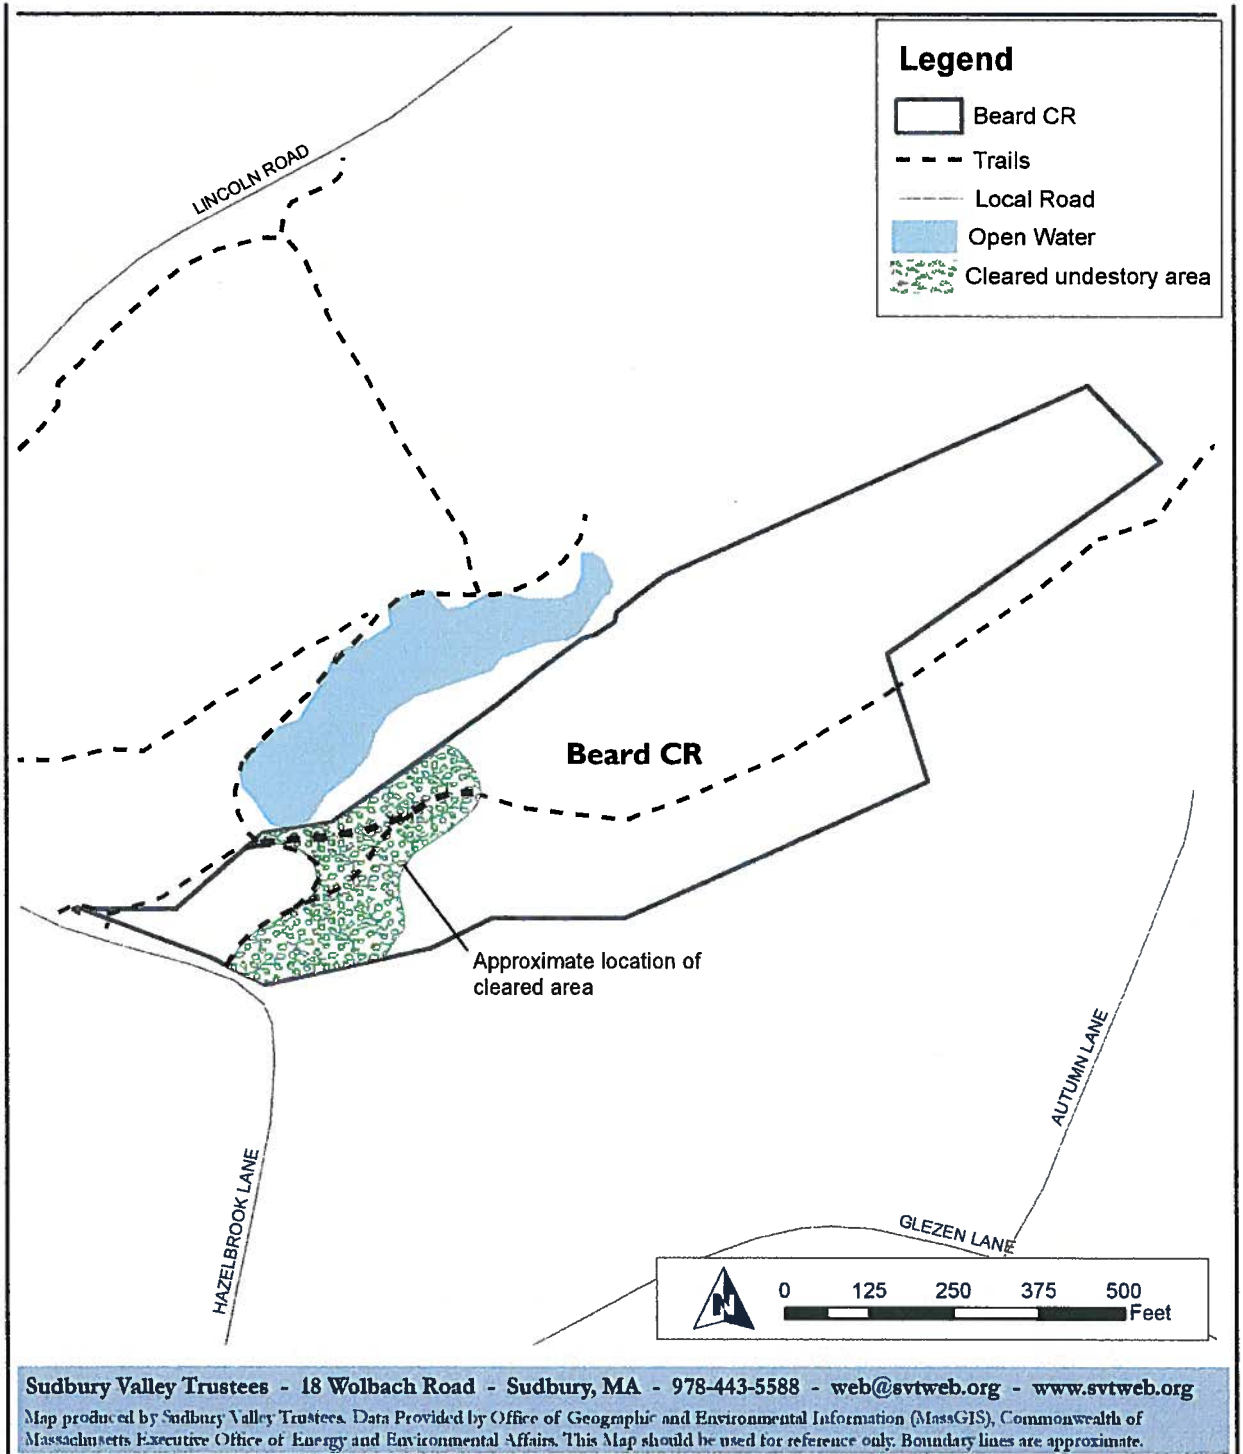 Legend
Beard CR
Trails
Local Road
Open Water
Cleared undestory area
LINCOLN ROAD
Beard CR
Approximate location of
cleared area
HAZELBROOK LANE
AUTUMN LANE
GLEZEN LANE
N
0 125 250 375 500
Feet
Sudbury Valley Trustees - 18 Wolbach Road - Sudbury, MA - 978-443-5588 - web@svtweb.org - www.svtweb.org
Map produced by Sudbury Valley Trustees. Data Provided by Office of Geographic and Environmental Information (MassGIS), Commonwealth of
Massachusetts Executive Office of Energy and Environmental Affairs. This Map should be used for reference only. Boundary lines are approximate.